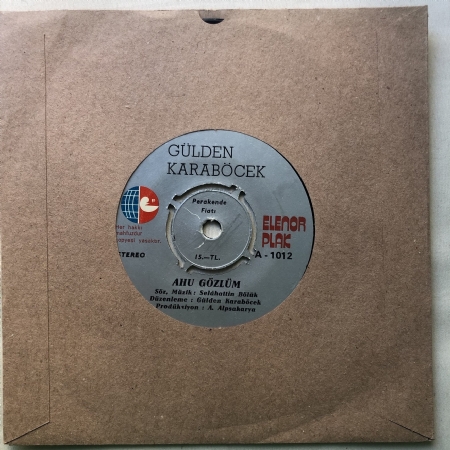 GÜLDEN
KARABÖCEK
Perakende
Fiatı
15.—TL.
ELENOR
PLAK
A - 1012
STEREO
AHU GÖZLÜM
Söz, Müzik: Selâhattin Bölük
Düzenleme : Gülden Karaböcek
Prodüksiyon : A. Alpsakarya